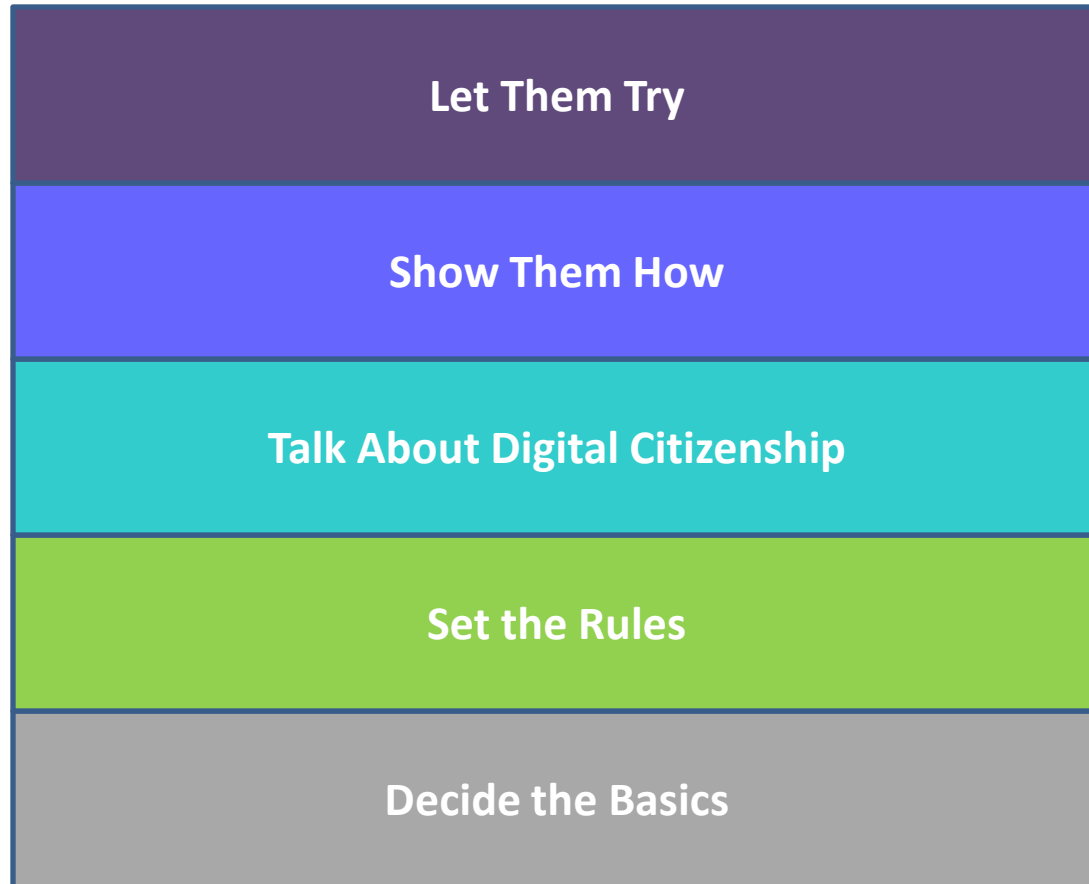 Let Them Try
Show Them How
Talk About Digital Citizenship
Set the Rules
Decide the Basics